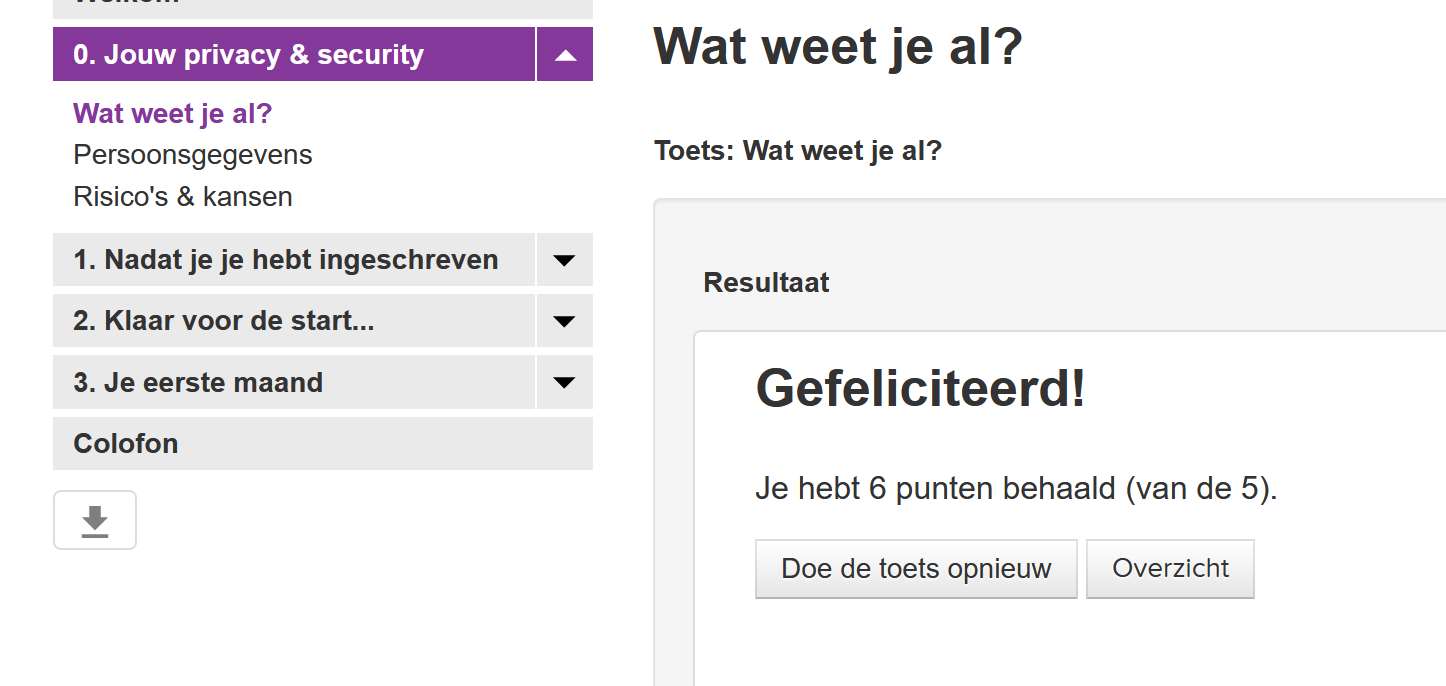 0. Jouw privacy & security
Wat weet je al?
Persoonsgegevens
Risico's & kansen
1. Nadat je je hebt ingeschreven
2. Klaar voor de start...
3. Je eerste maand
Colofon
Wat weet je al?
Toets: Wat weet je al?
Resultaat
Gefeliciteerd!
Je hebt 6 punten behaald (van de 5).
Doe de toets opnieuw
Overzicht